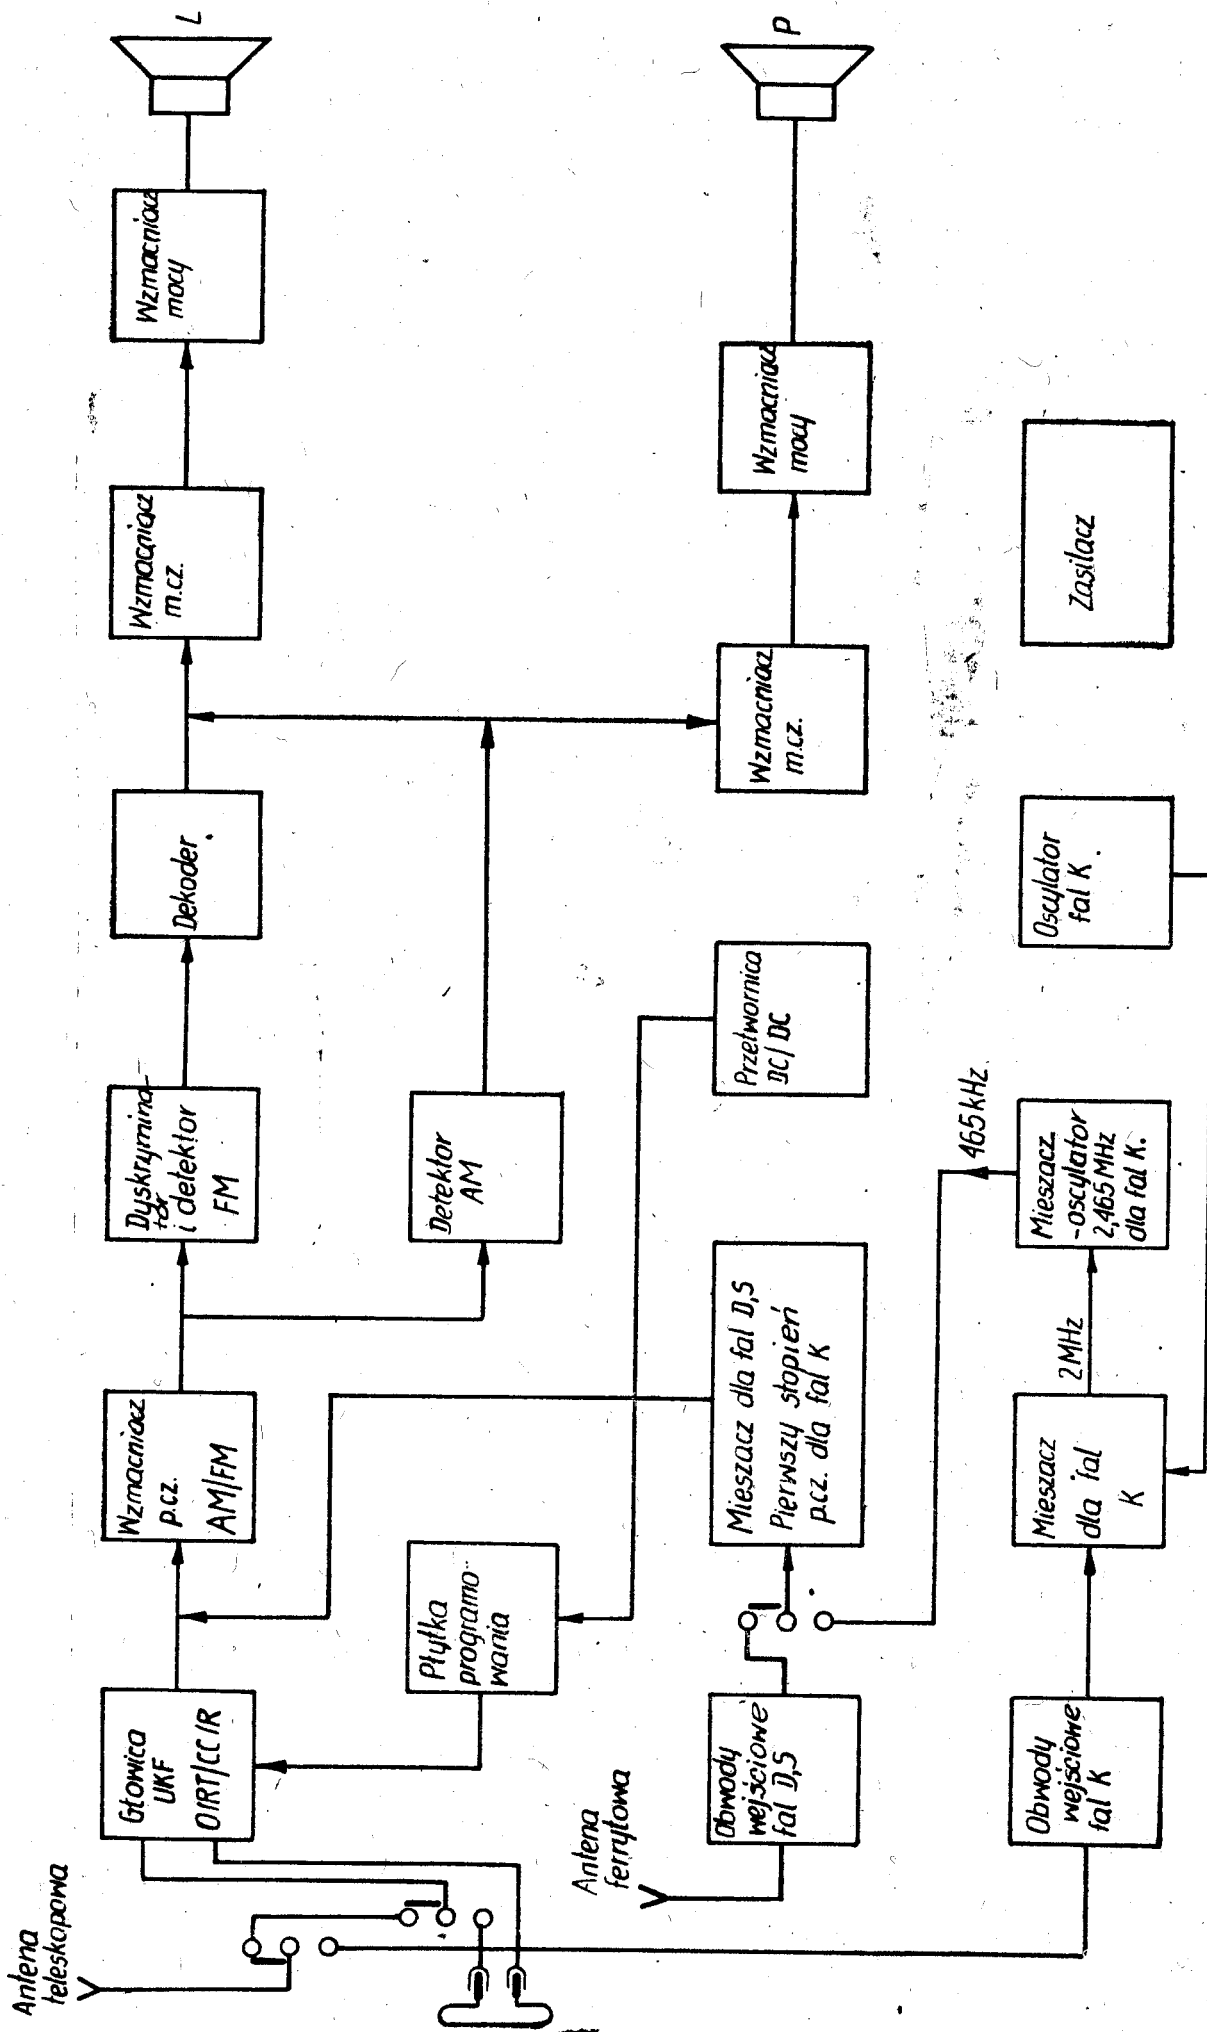 Antena
teleskopowa
Głowica
UKF
OIRT/CCIR
Wzmacniacz
p.cz.
AM/FM
Dyskrymina-
tor
i detektor
FM
Dekoder
Wzmacniacz
m.cz.
Wzmacniacz
mocy
L
Płytka
programo-
wania
Detektor
AM
Antena
ferrytowa
Obwody
wejściowe
fal D,S
Mieszacz dla fal D,S
Pierwszy stopień
p.cz. dla fal K
Przetwornica
DC/DC
Wzmacniacz
m.cz.
Wzmacniacz
mocy
P
Obwody
wejściowe
fal K
Mieszacz
dla fal
K
2MHz
Mieszacz.
-oscylator
2,465 MHz
dla fal K.
465kHz
Oscylator
fal K
Zasilacz